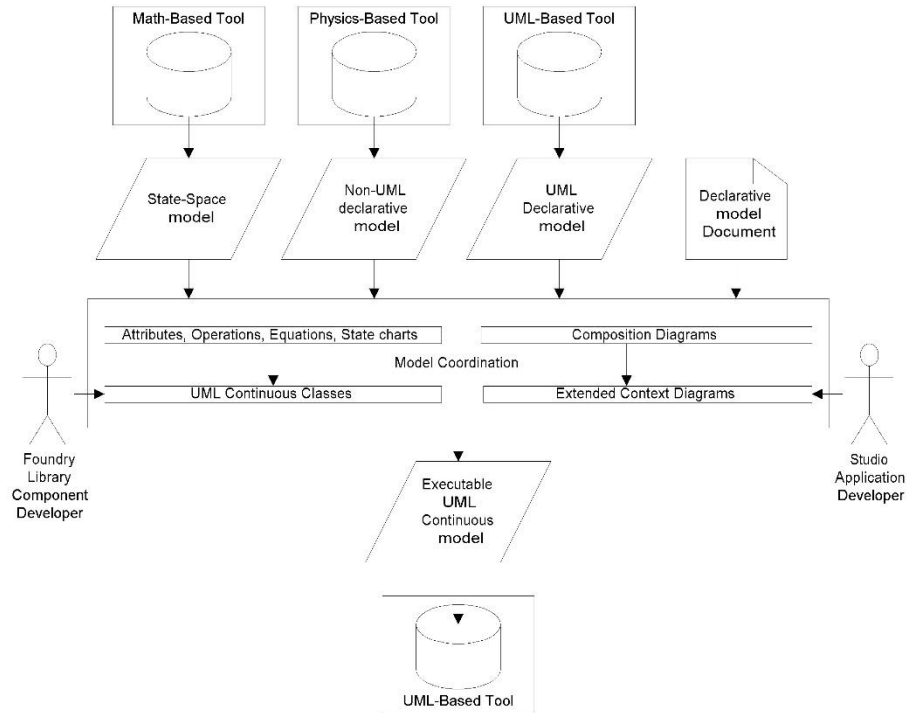 Math-Based Tool
Physics-Based Tool
UML-Based Tool
State-Space
model
Non-UML
declarative
model
UML
Declarative
model
Declarative
model
Document
Attributes, Operations, Equations, State charts
Composition Diagrams
Model Coordination
UML Continuous Classes
Extended Context Diagrams
Foundry
Library
Component
Developer
Studio
Application
Developer
Executable
UML
Continuous
model
UML-Based Tool